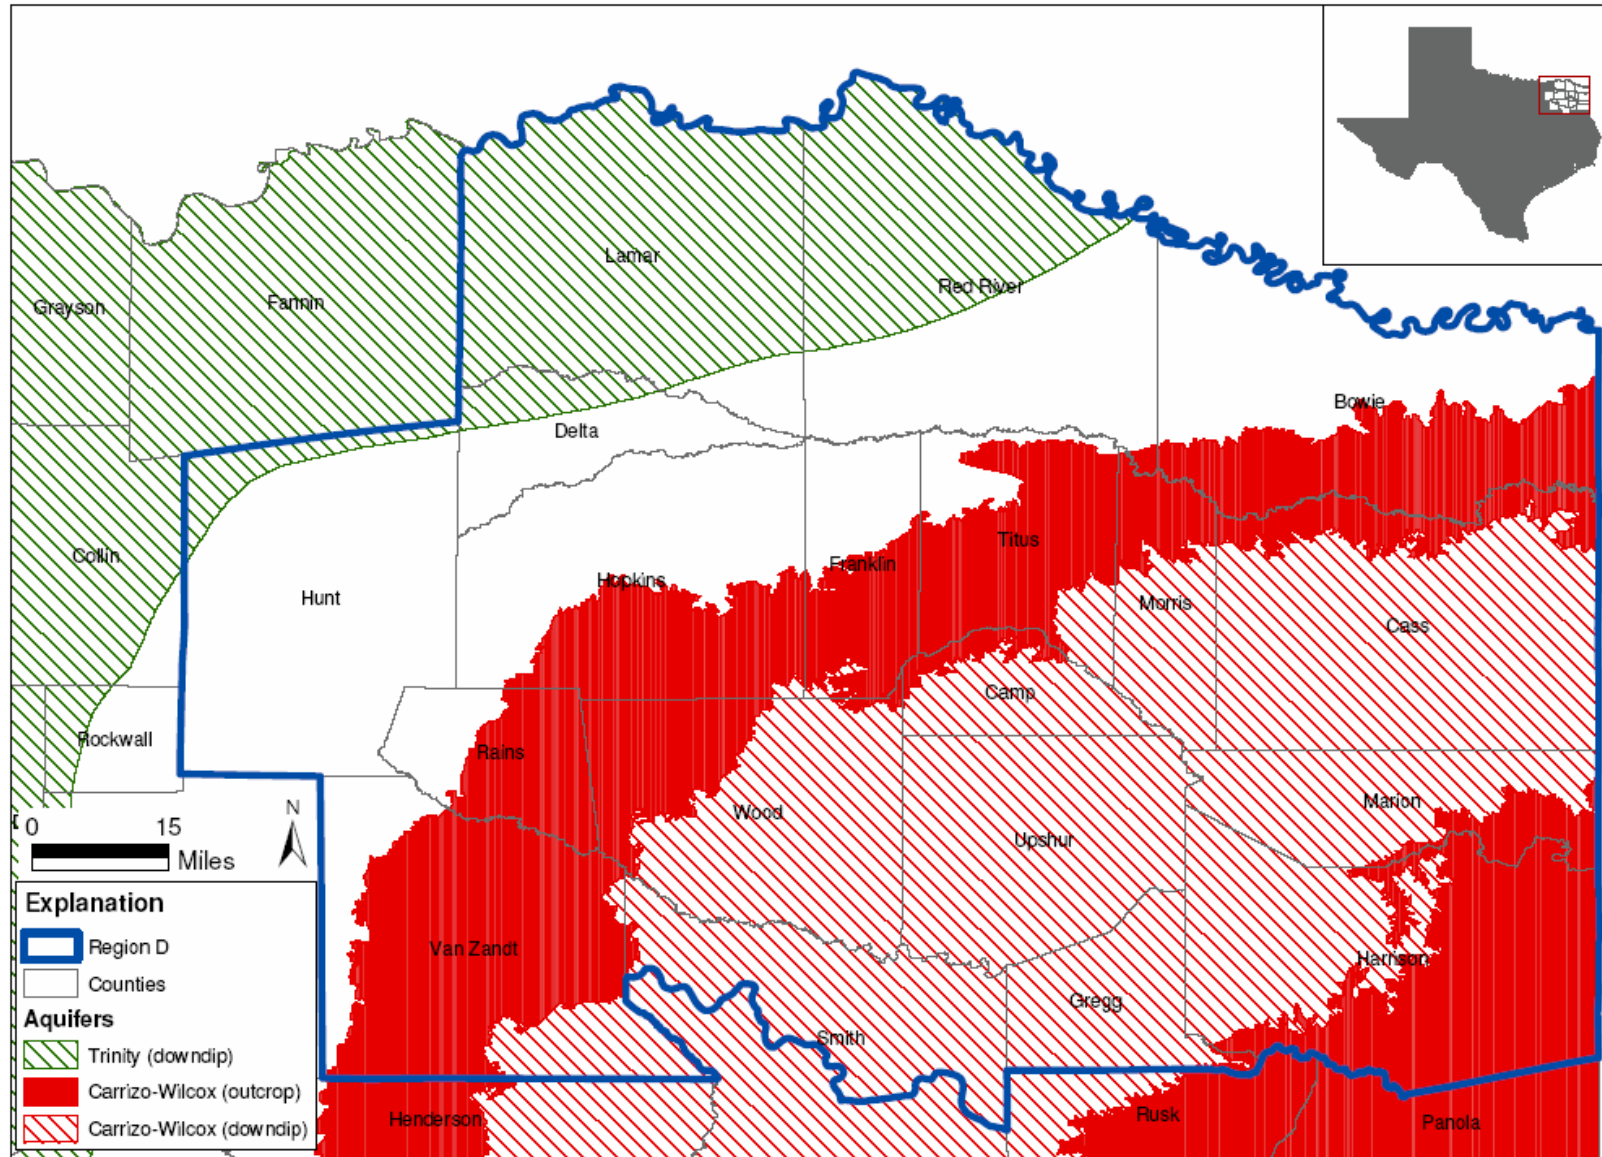 Lamar
Red River
Grayson
Fannin
Bowie
Delta
Titus
Collin
Franklin
Hopkins
Hunt
Morris
Cass
Camp
Rockwall
Rains
Wood
Marion
Upshur
N
0 15
Miles
Explanation
Region D
Counties
Aquifers
Trinity (downdip)
Carrizo-Wilcox (outcrop)
Carrizo-Wilcox (downdip)
Van Zandt
Harrison
Gregg
Smith
Henderson
Rusk
Panola